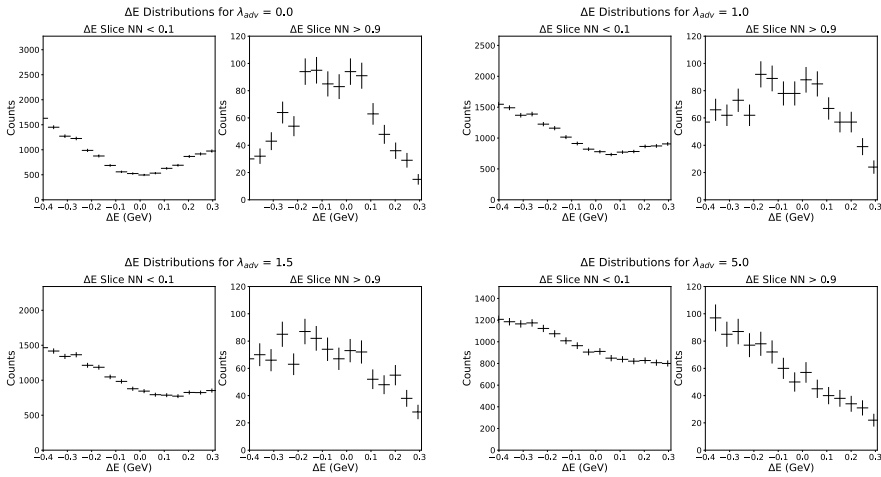 ΔE Distributions for λadv = 0.0
ΔE Slice NN < 0.1
ΔE Slice NN > 0.9
Counts
3000
2500
2000
1500
1000
500
0
−0.4 −0.3 −0.2 −0.1 0.0 0.1 0.2 0.3
ΔE (GeV)
Counts
120
100
80
60
40
20
0
−0.3 −0.2 −0.1 0.0 0.1 0.2 0.3
ΔE (GeV)
ΔE Distributions for λadv = 1.0
ΔE Slice NN < 0.1
ΔE Slice NN > 0.9
Counts
2500
2000
1500
1000
500
0
−0.4 −0.3 −0.2 −0.1 0.0 0.1 0.2 0.3
ΔE (GeV)
Counts
120
100
80
60
40
20
0
−0.3 −0.2 −0.1 0.0 0.1 0.2 0.3
ΔE (GeV)
ΔE Distributions for λadv = 1.5
ΔE Slice NN < 0.1
ΔE Slice NN > 0.9
Counts
2000
1500
1000
500
0
−0.4 −0.3 −0.2 −0.1 0.0 0.1 0.2 0.3
ΔE (GeV)
Counts
120
100
80
60
40
20
0
−0.3 −0.2 −0.1 0.0 0.1 0.2 0.3
ΔE (GeV)
ΔE Distributions for λadv = 5.0
ΔE Slice NN < 0.1
ΔE Slice NN > 0.9
Counts
1200
1000
800
600
400
200
0
−0.4 −0.3 −0.2 −0.1 0.0 0.1 0.2 0.3
ΔE (GeV)
Counts
120
100
80
60
40
20
0
−0.3 −0.2 −0.1 0.0 0.1 0.2 0.3
ΔE (GeV)